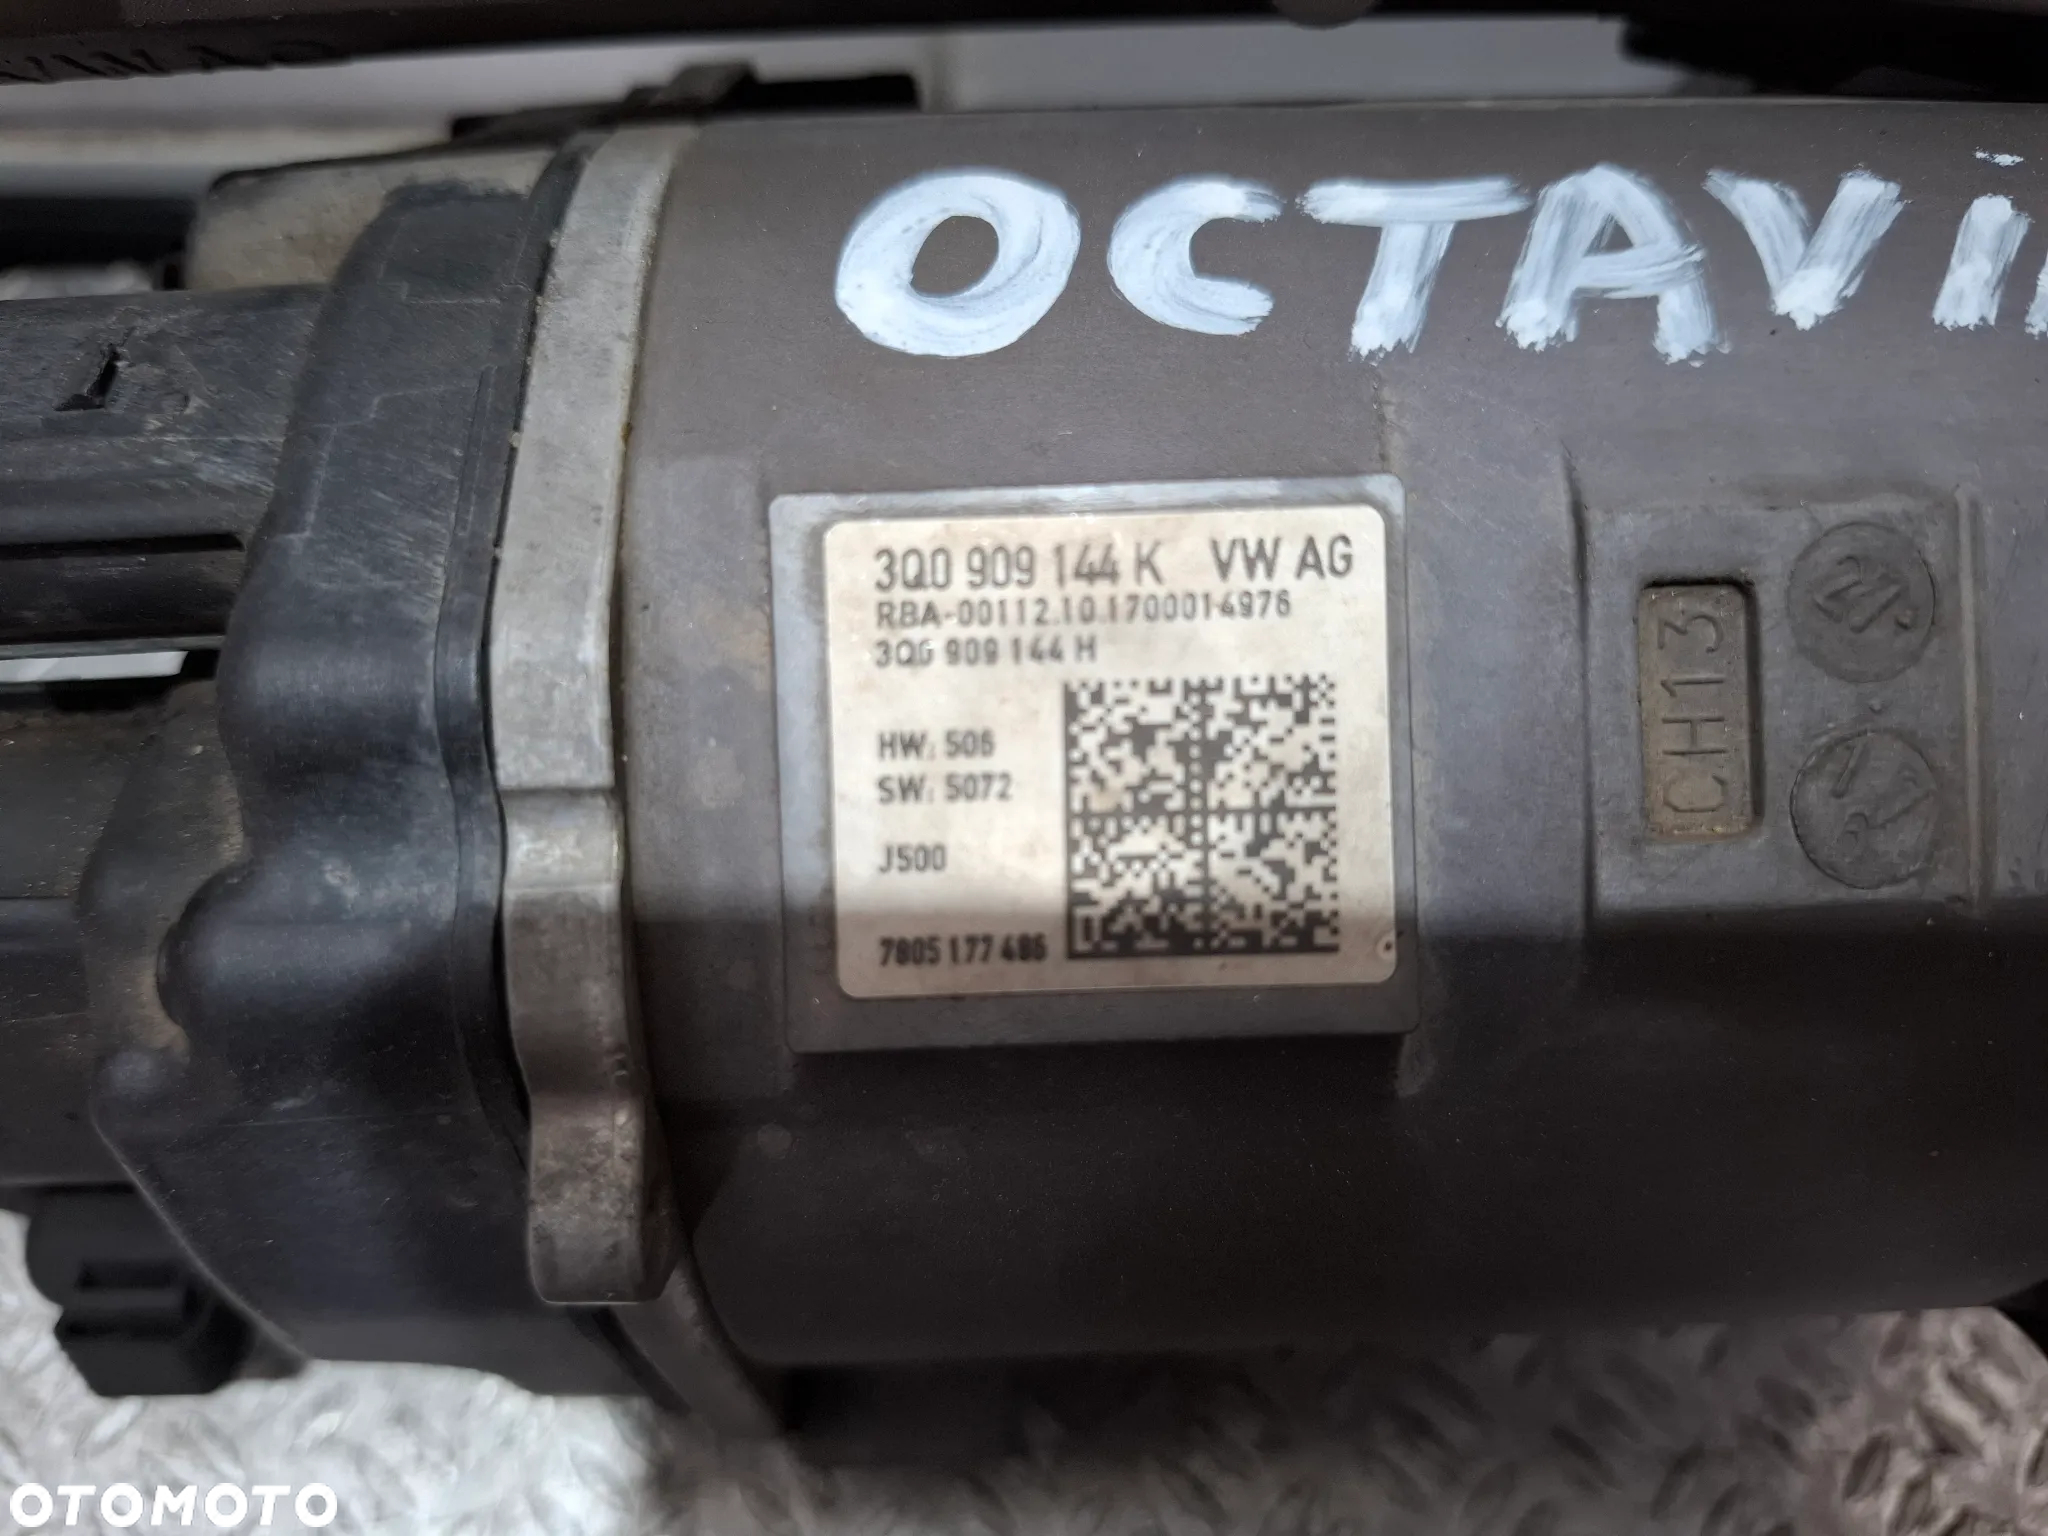 OCTAVi
3Q0 909 144 K VW AG
RBA-00112.10.1700014976
3Q0 909 144 H
HW: 506
SW: 5072
J500
7805 177 486
CH13
OTOMOTO